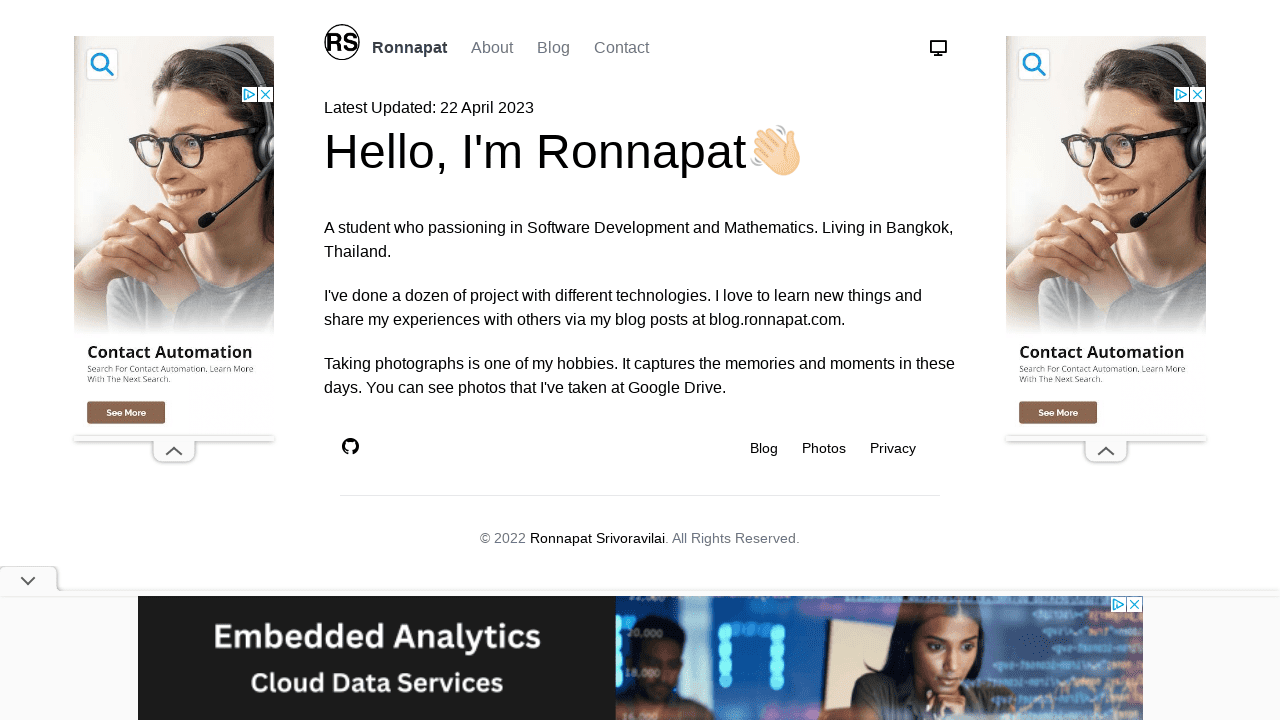 RS Ronnapat About Blog Contact
Latest Updated: 22 April 2023
Hello, I'm Ronnapat👋🏻
A student who passioning in Software Development and Mathematics. Living in Bangkok,
Thailand.
I've done a dozen of project with different technologies. I love to learn new things and
share my experiences with others via my blog posts at blog.ronnapat.com.
Taking photographs is one of my hobbies. It captures the memories and moments in these
days. You can see photos that I've taken at Google Drive.
Blog Photos Privacy
© 2022 Ronnapat Srivoravilai. All Rights Reserved.
Contact Automation
Search For Contact Automation. Learn More
With The Next Search.
See More
Contact Automation
Search For Contact Automation. Learn More
With The Next Search.
See More
Embedded Analytics
Cloud Data Services
20,000
18,000
16,000